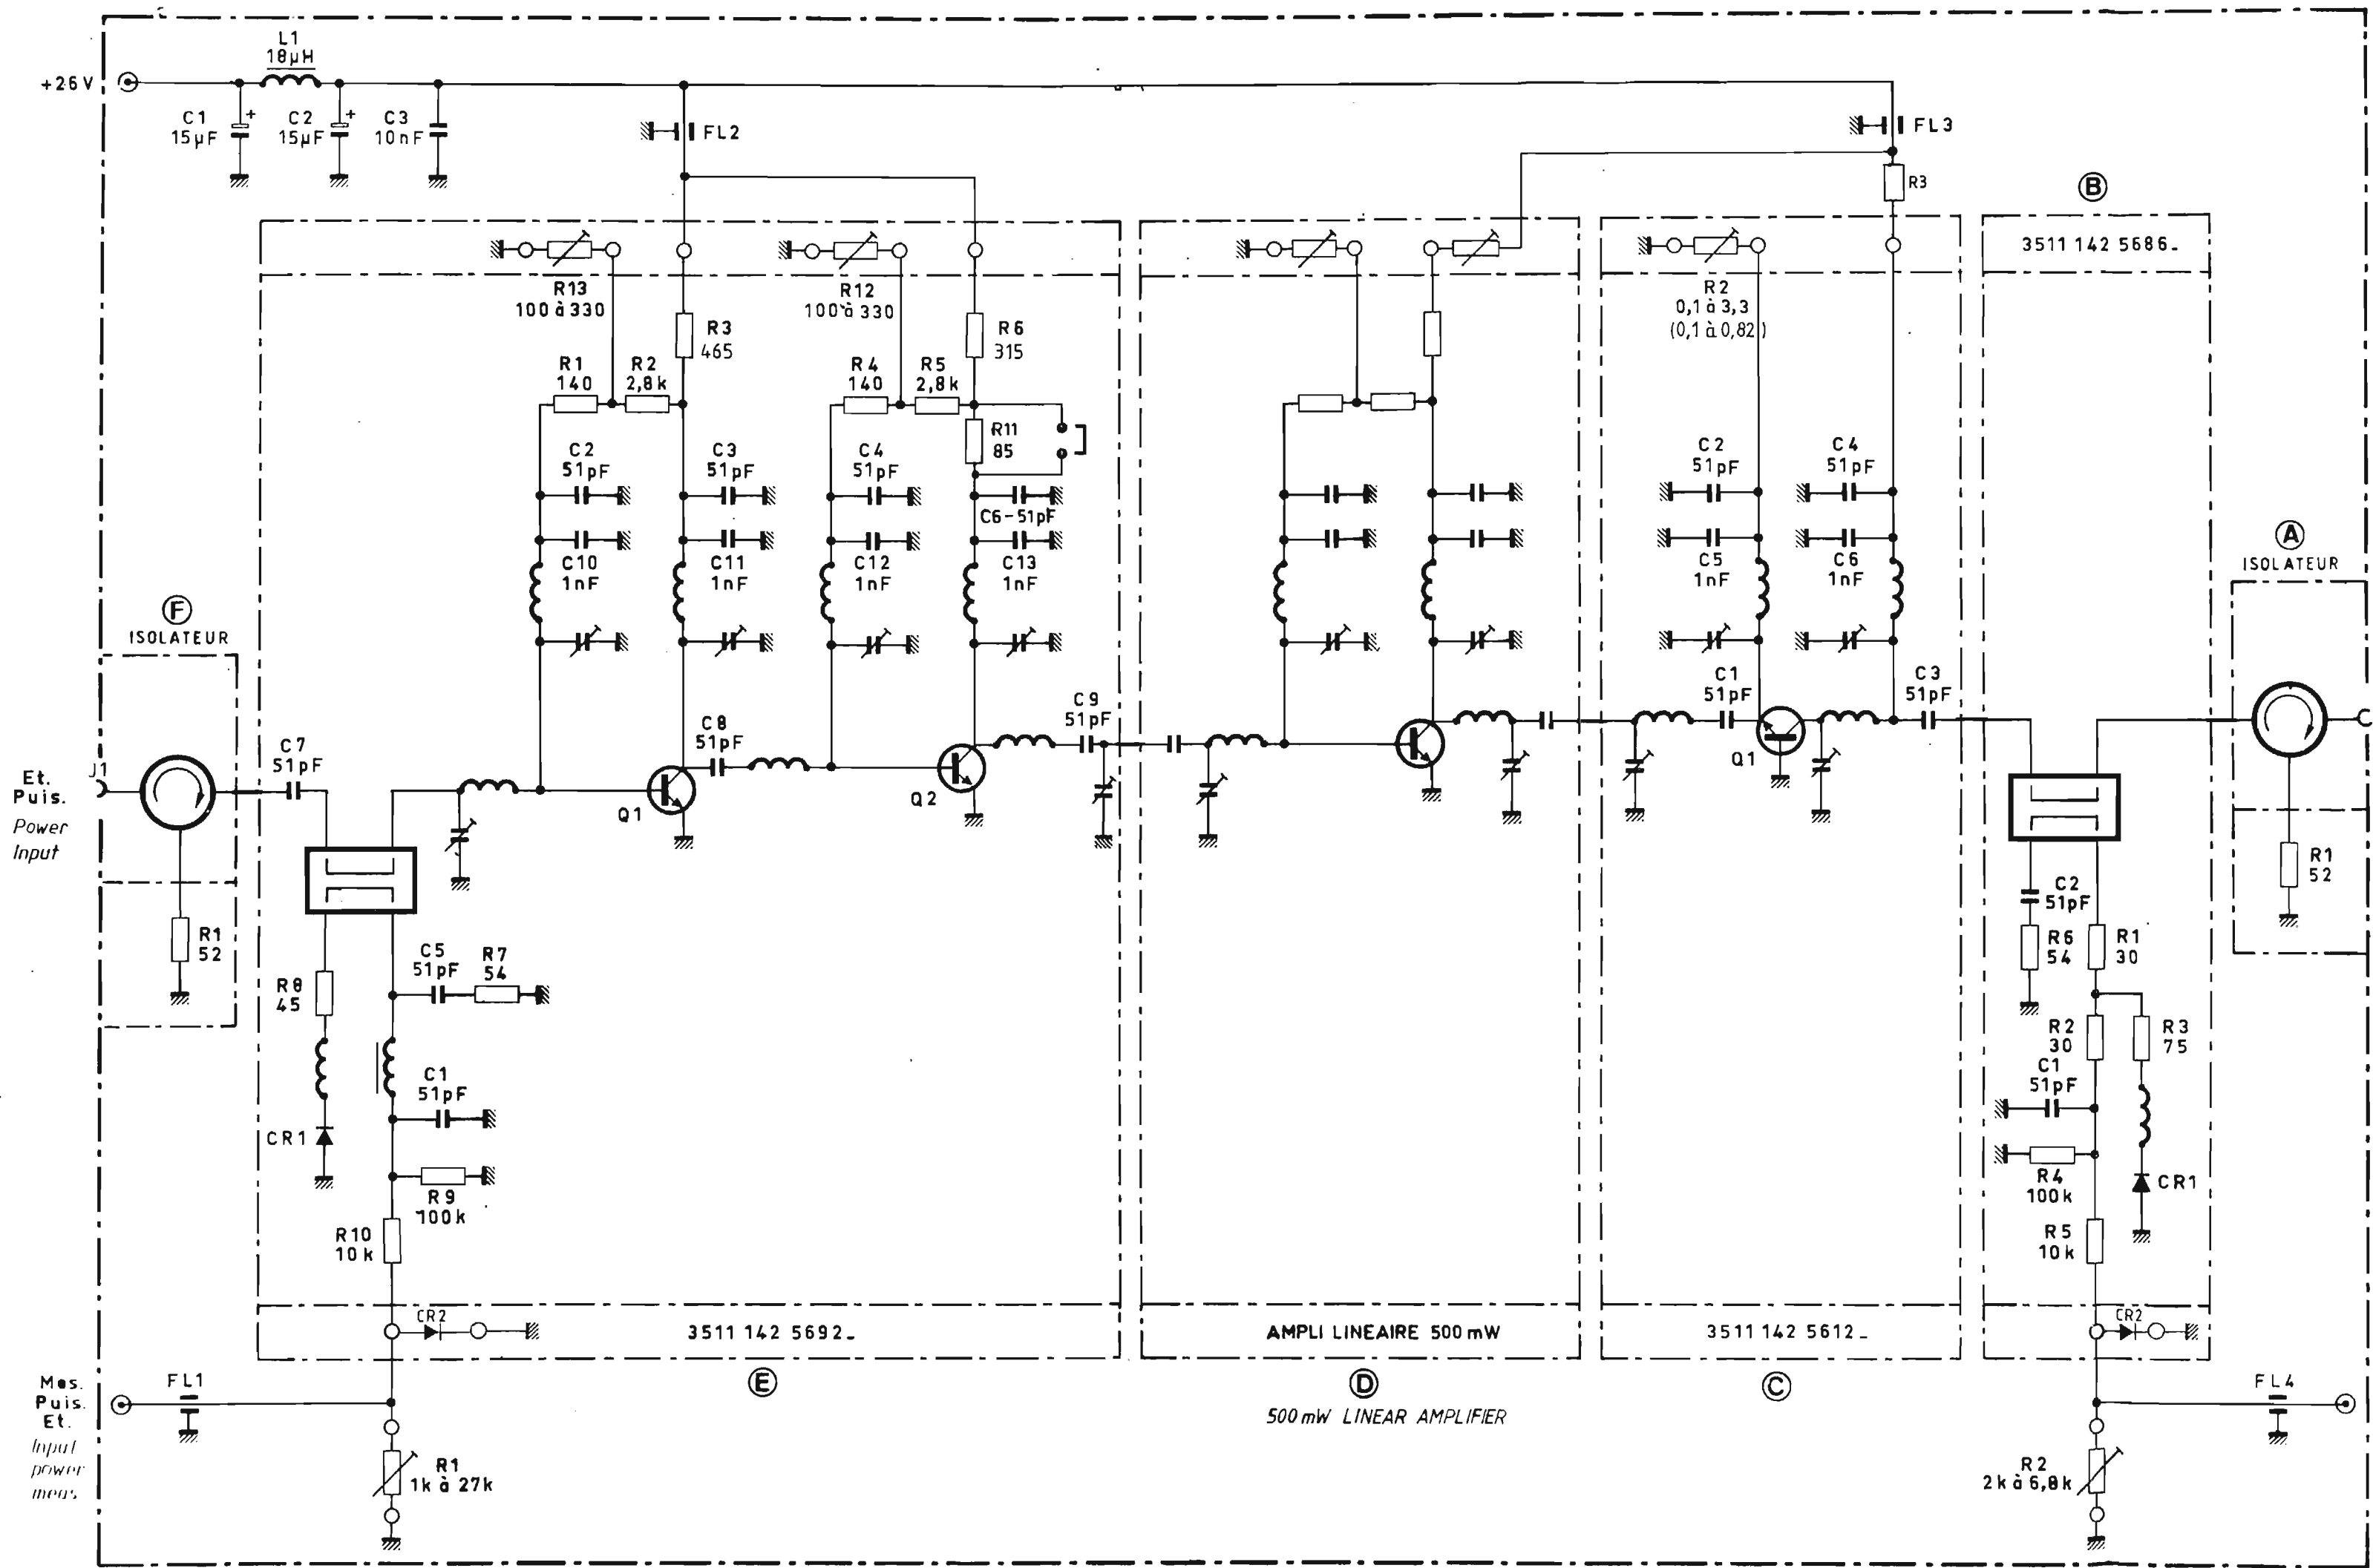 L1
18µH
+26V
C1
15µF
+
C2
15µF
+
C3
10nF
FL2
FL3
R3
B
3511 142 5686_
R13
100 à 330
R3
465
R12
100 à 330
R6
315
R2
0,1 à 3,3
(0,1 à 0,82)
R1
140
R2
2,8k
R4
140
R5
2,8k
R11
85
C2
51pF
C3
51pF
C4
51pF
C6-51pF
C2
51pF
C4
51pF
C10
1nF
C11
1nF
C12
1nF
C13
1nF
C5
1nF
C6
1nF
A
ISOLATEUR
F
ISOLATEUR
C7
51pF
C8
51pF
C9
51pF
C1
51pF
C3
51pF
J1
Et.
Puis.
Power
Input
Q1
Q2
Q1
R1
52
R1
52
C2
51pF
R6
54
R1
30
C5
51pF
R7
54
R8
45
R2
30
R3
75
C1
51pF
C1
51pF
CR1
R9
100k
R4
100k
CR1
R10
10k
R5
10k
CR2
3511 142 5692_
AMPLI LINEAIRE 500 mW
3511 142 5612_
CR2
E
D
500 mW LINEAR AMPLIFIER
C
Mes.
Puis.
Et.
Input
power
meas.
FL1
FL4
R1
1k à 27k
R2
2k à 6,8k